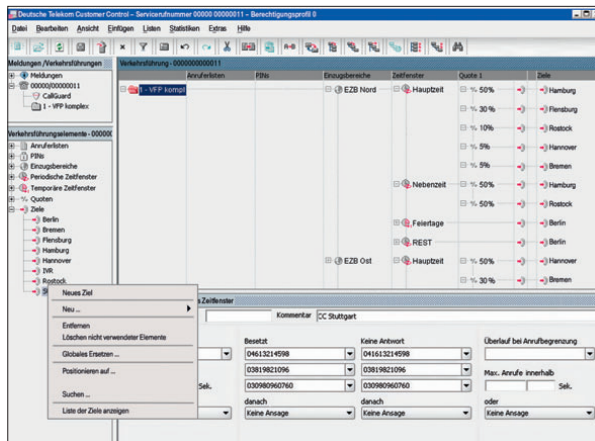 Deutsche Telekom Customer Control – Servicerufnummer 00000 00000011 – Berechtigungsprofil 0
Datei Bearbeiten Ansicht Einfügen Listen Statistiken Extras Hilfe
Meldungen /Verkehrsführungen
Meldungen
00000/00000011
CallGuard
1 - VFP komplex
Verkehrsführungselemente - 00000
Anruferlisten
PINs
Einzugsbereiche
Periodische Zeitfenster
Temporäre Zeitfenster
Quoten
Ziele
Berlin
Bremen
Flensburg
Hamburg
Hannover
IVR
Rostock
Verkehrsführung - 0000000000011
Anruferlisten PINs Einzugsbereiche Zeitfenster Quote 1 Ziele
1 - VFP kompl EZB Nord Hauptzeit % 50% Hamburg
% 30% Flensburg
% 10% Rostock
% 5% Hannover
% 5% Bremen
Nebenzeit % 50% Hamburg
% 50% Rostock
Feiertage Berlin
REST Berlin
EZB Ost Hauptzeit % 50% Hannover
% 30% Bremen
Neues Ziel
Neu ...
Entfernen
Löschen nicht verwendeter Elemente
Globales Ersetzen ...
Positionieren auf ...
Suchen ...
Liste der Ziele anzeigen
Zeitfenster
Kommentar CC Stuttgart
Besetzt Keine Antwort Überlauf bei Anrufbegrenzung
04613214598 041613214598
03819821096 03819821096 Max. Anrufe innerhalb
Sek. 030980960760 030980960760 Sek.
danach danach oder
Keine Ansage Keine Ansage Keine Ansage